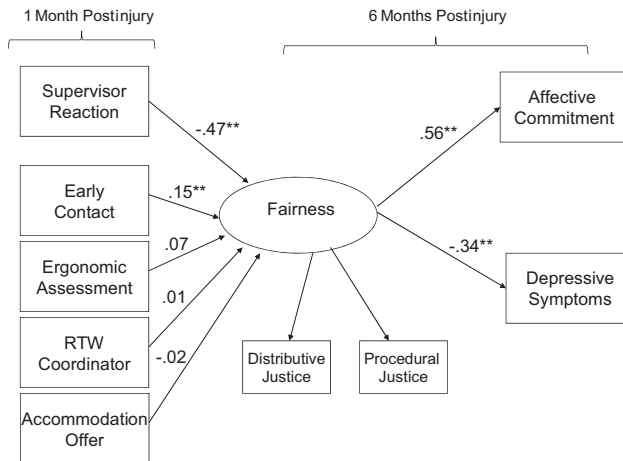 1 Month Postinjury
6 Months Postinjury
Supervisor
Reaction
-.47**
Early
Contact
.15**
Ergonomic
Assessment
.07
RTW
Coordinator
.01
Accommodation
Offer
-.02
Fairness
Distributive
Justice
Procedural
Justice
.56**
Affective
Commitment
-.34**
Depressive
Symptoms